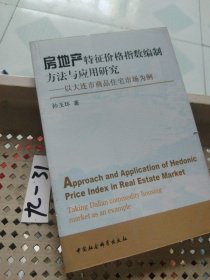 房地产特征价格指数编制
方法与应用研究
——以大连市商品住宅市场为例
孙玉环 著
Approach and Application of Hedonic
Price Index in Real Estate Market
Taking Dalian commodity housing
market as an example
中国社会科学出版社